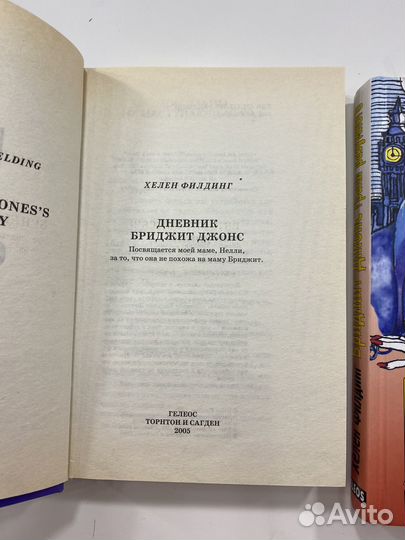 ELDING
ONES'S
Y
ХЕЛЕН ФИЛДИНГ
ДНЕВНИК
БРИДЖИТ ДЖОНС
Посвящается моей маме, Нелли,
за то, что она не похожа на маму Бриджит.
ГЕЛЕОС
ТОРНТОН И САГДЕН
2005
ХЕЛЕН ФИЛДИНГ
LEOS
Avito